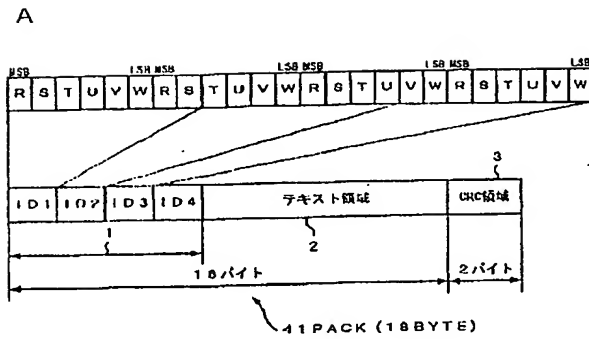 A
MSB LSB MSB LSB MSB LSB MSB LSB
R S T U V W R S T U V W R S T U V W R S T U V W
3
ID1 ID2 ID3 ID4 テキスト領域 CRC領域
1 2
16バイト 2バイト
41PACK (18BYTE)